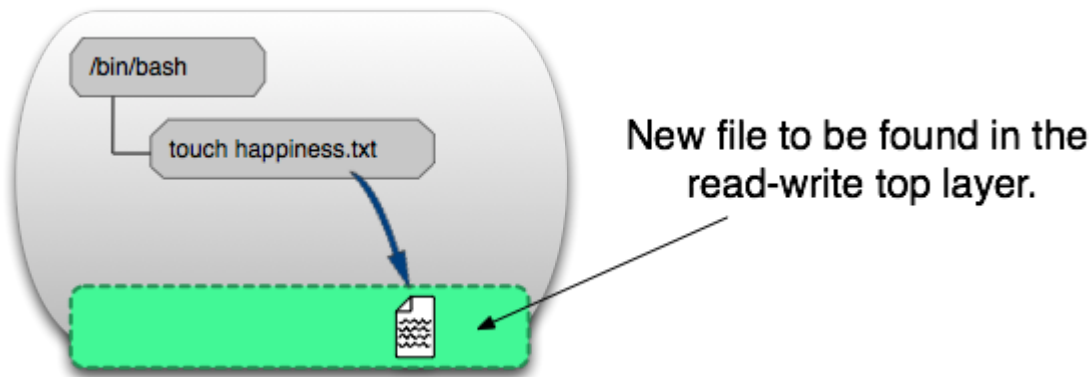 /bin/bash
touch happiness.txt
New file to be found in the
read-write top layer.